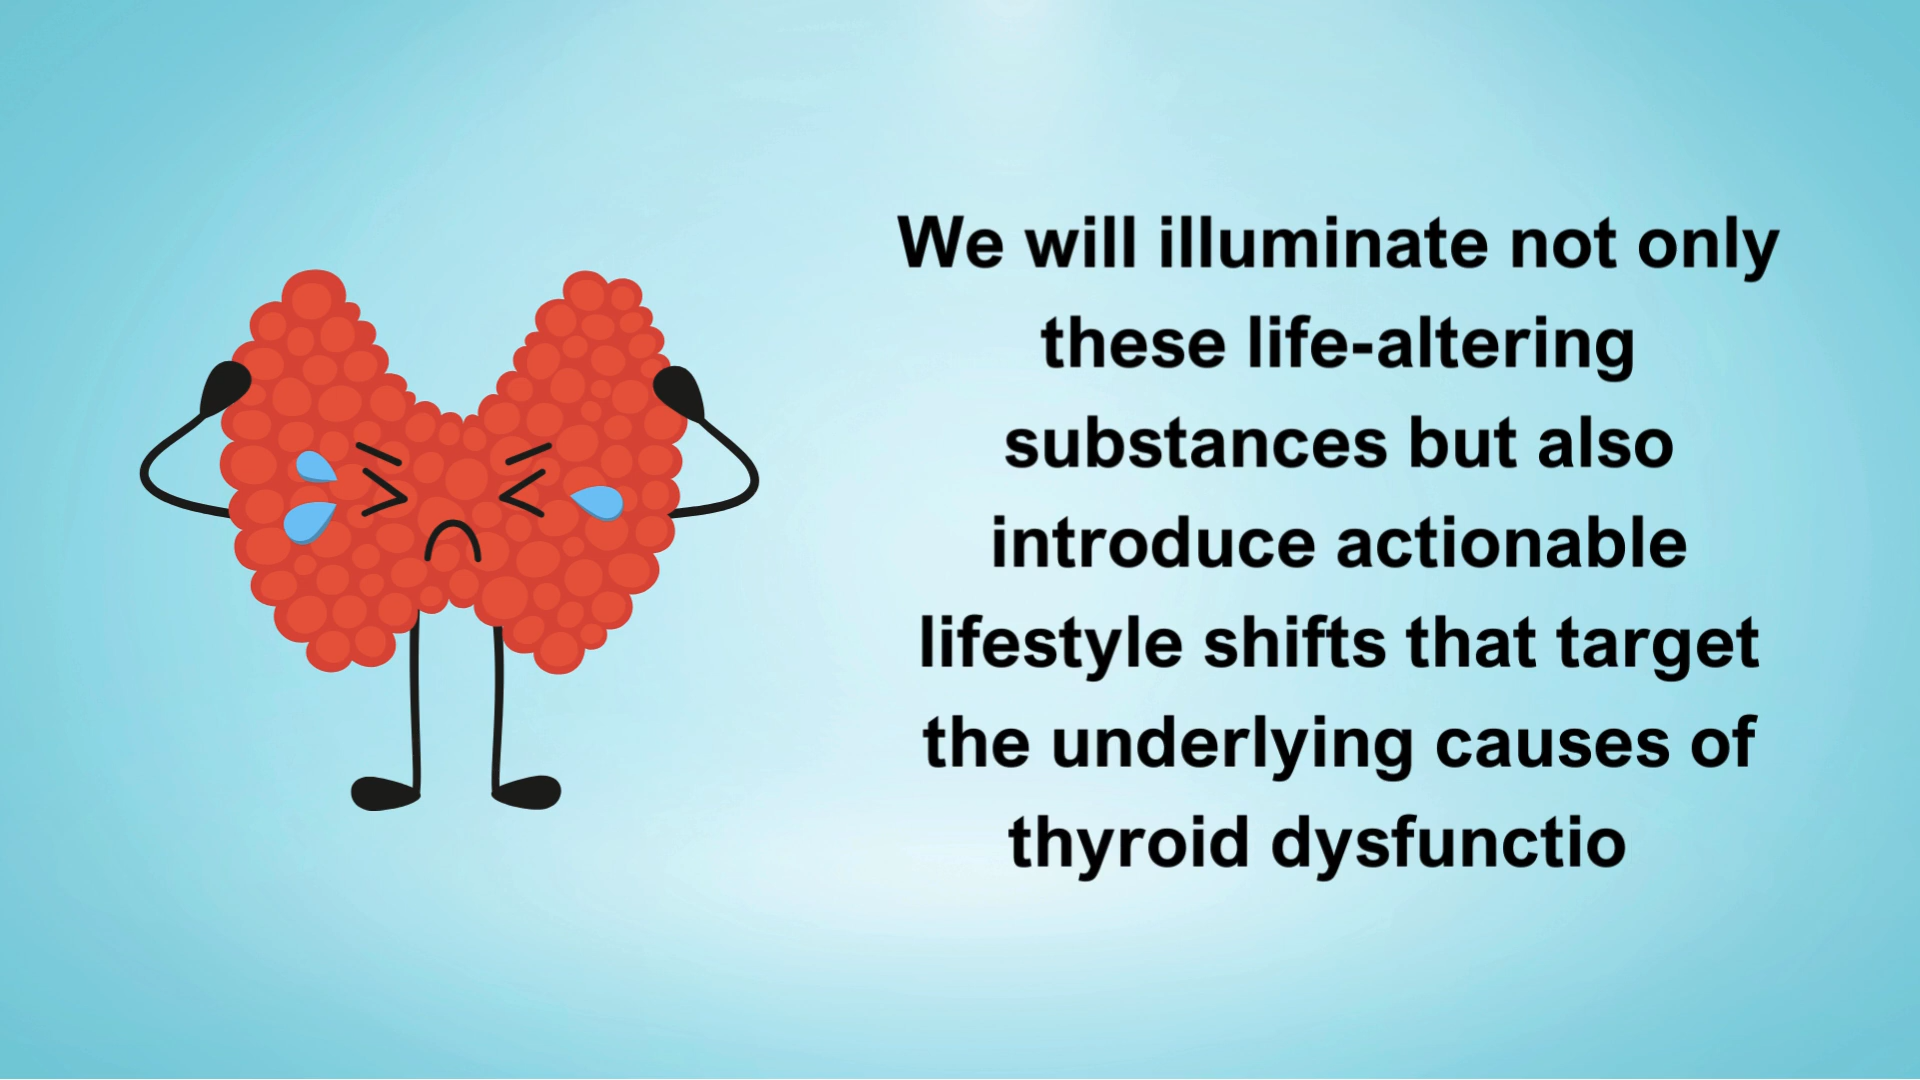 We will illuminate not only
these life-altering
substances but also
introduce actionable
lifestyle shifts that target
the underlying causes of
thyroid dysfunctio